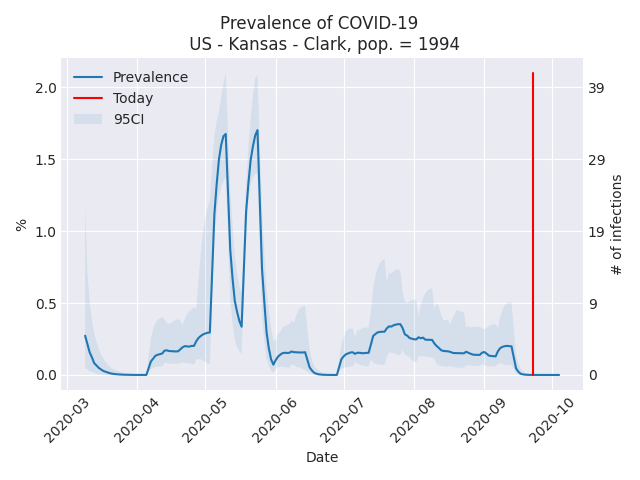 Prevalence of COVID-19
US - Kansas - Clark, pop. = 1994
Prevalence
Today
95CI
2.0
1.5
1.0
0.5
0.0
%
39
29
19
9
0
# of infections
2020-03
2020-04
2020-05
2020-06
2020-07
2020-08
2020-09
2020-10
Date